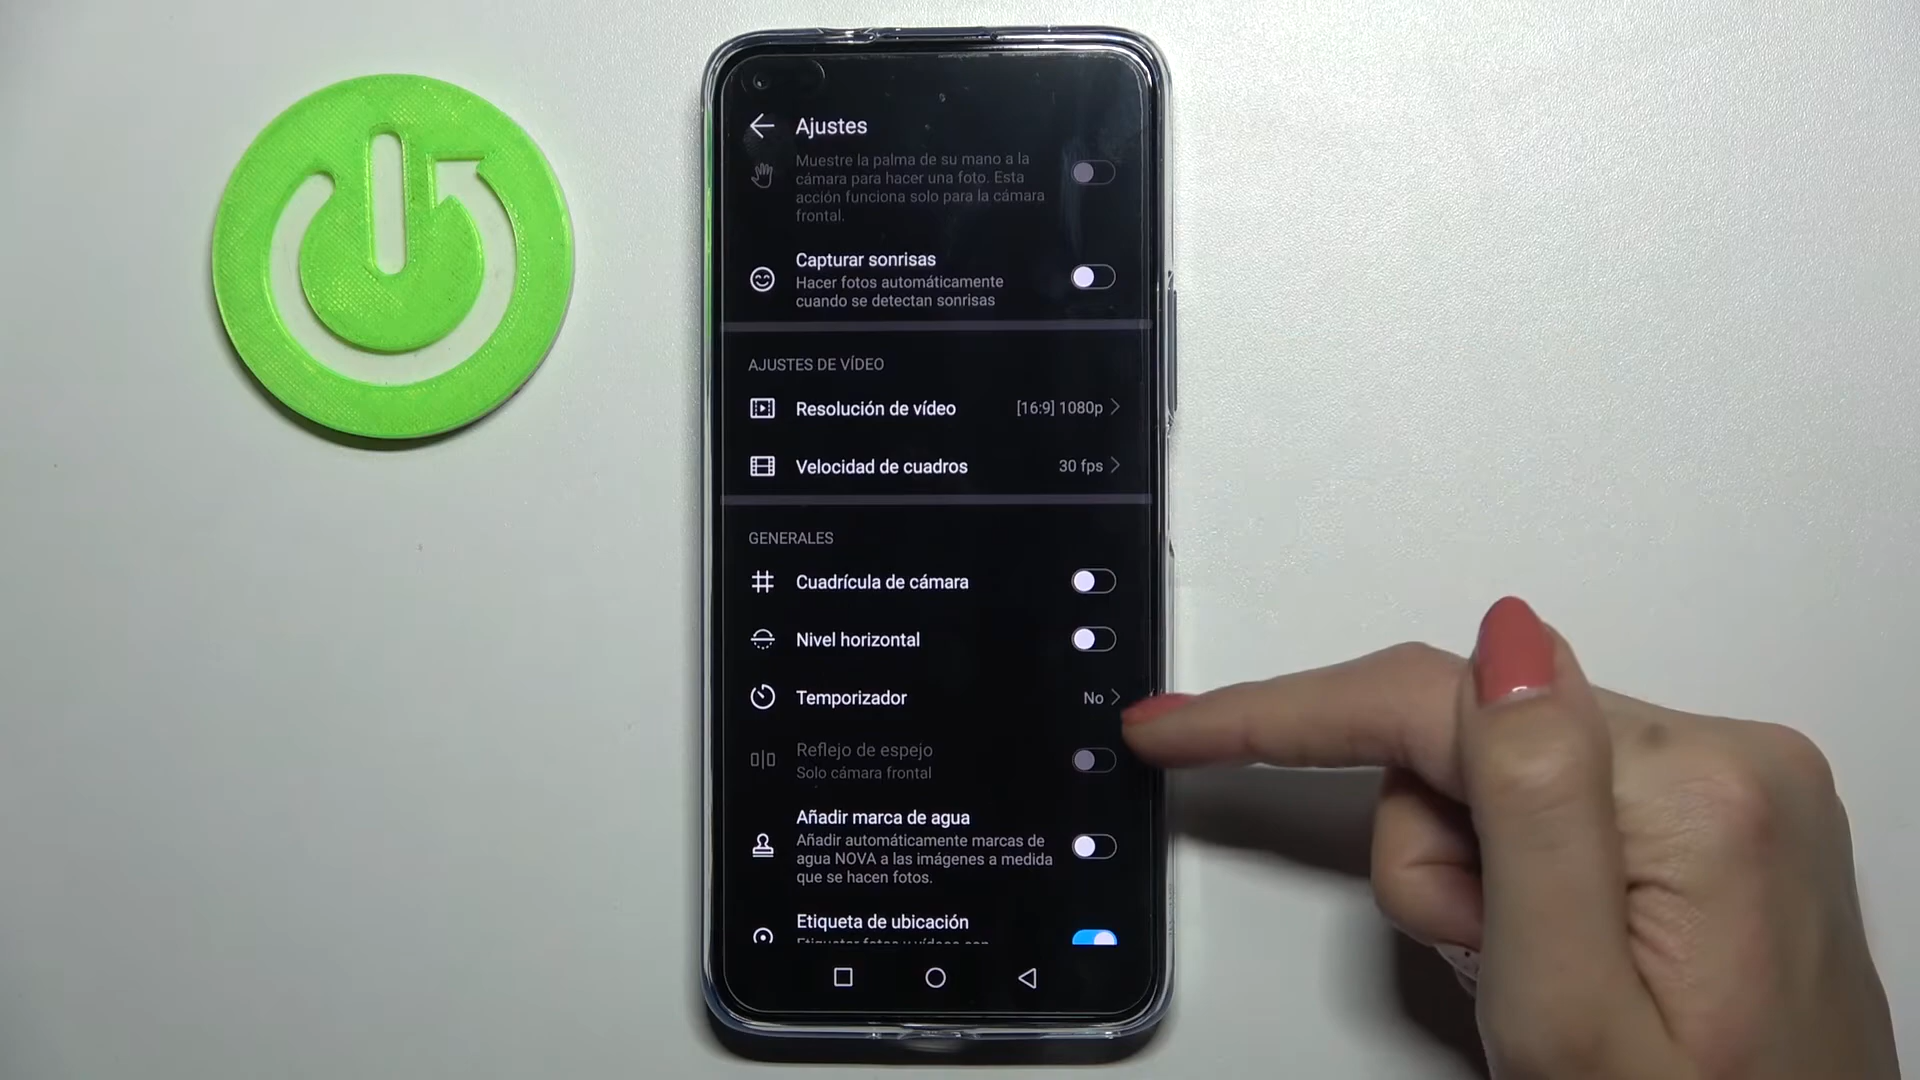 Ajustes
Muestre la palma de su mano a la
cámara para hacer una foto. Esta
acción funciona solo para la cámara
frontal.
Capturar sonrisas
Hacer fotos automáticamente
cuando se detectan sonrisas
AJUSTES DE VÍDEO
Resolución de vídeo [16:9] 1080p
Velocidad de cuadros 30 fps
GENERALES
Cuadrícula de cámara
Nivel horizontal
Temporizador No
Reflejo de espejo
Solo cámara frontal
Añadir marca de agua
Añadir automáticamente marcas de
agua NOVA a las imágenes a medida
que se hacen fotos.
Etiqueta de ubicación